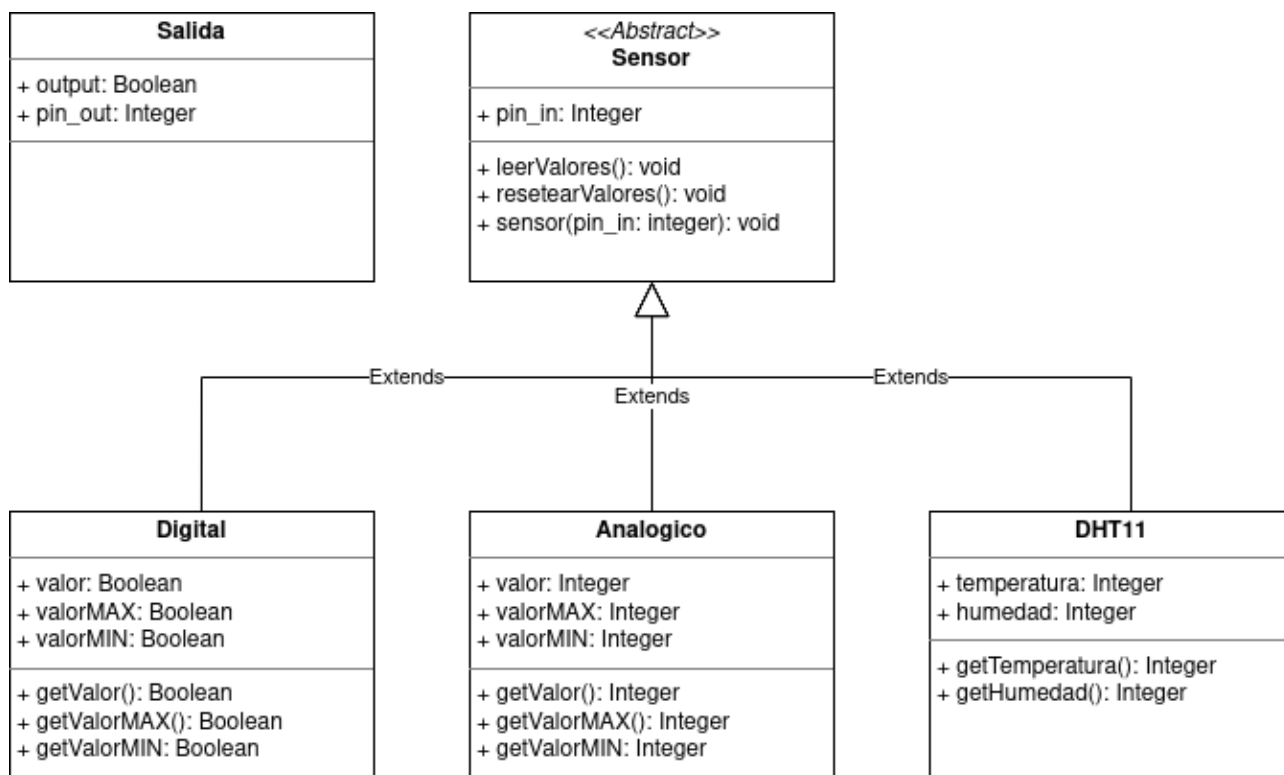 Salida
+ output: Boolean
+ pin_out: Integer
<<Abstract>>
Sensor
+ pin_in: Integer
+ leerValores(): void
+ resetearValores(): void
+ sensor(pin_in: integer): void
Extends
Extends
Extends
Digital
+ valor: Boolean
+ valorMAX: Boolean
+ valorMIN: Boolean
+ getValor(): Boolean
+ getValorMAX(): Boolean
+ getValorMIN: Boolean
Analogico
+ valor: Integer
+ valorMAX: Integer
+ valorMIN: Integer
+ getValor(): Integer
+ getValorMAX(): Integer
+ getValorMIN: Integer
DHT11
+ temperatura: Integer
+ humedad: Integer
+ getTemperatura(): Integer
+ getHumedad(): Integer